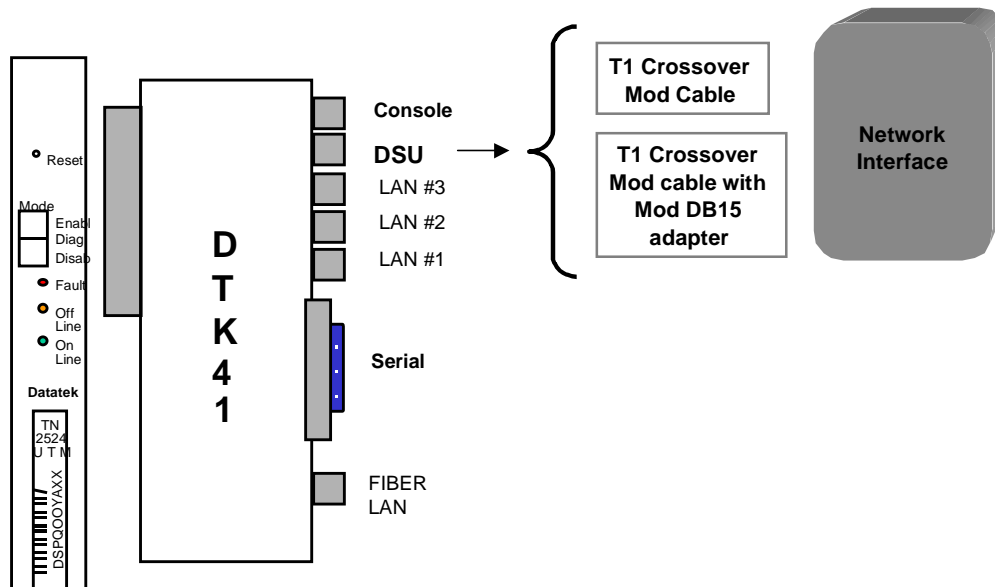 Reset
Mode
Enabl
Diag
Disab
Fault
Off
Line
On
Line
Datatek
TN
2524
U T M
DSPQOOYAXX
D
T
K
4
1
Console
DSU
LAN #3
LAN #2
LAN #1
Serial
FIBER
LAN
T1 Crossover
Mod Cable
T1 Crossover
Mod cable with
Mod DB15
adapter
Network
Interface